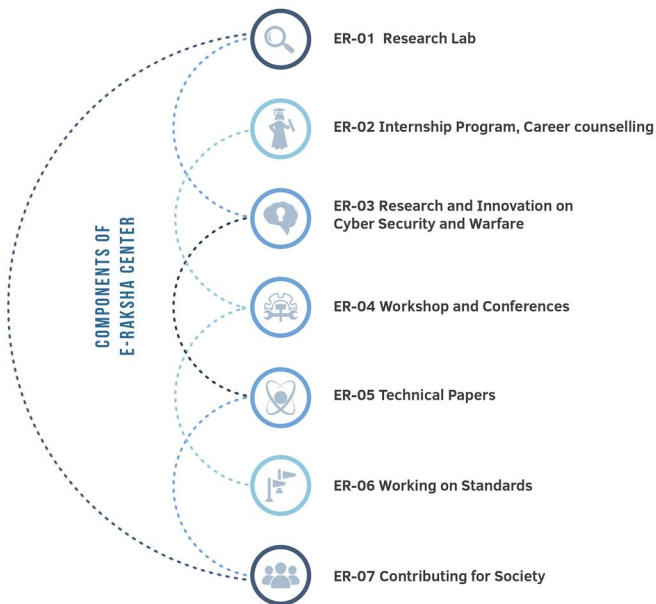 ER-01 Research Lab
ER-02 Internship Program, Career counselling
ER-03 Research and Innovation on
Cyber Security and Warfare
COMPONENTS OF
E-RAKSHA CENTER
ER-04 Workshop and Conferences
ER-05 Technical Papers
ER-06 Working on Standards
ER-07 Contributing for Society